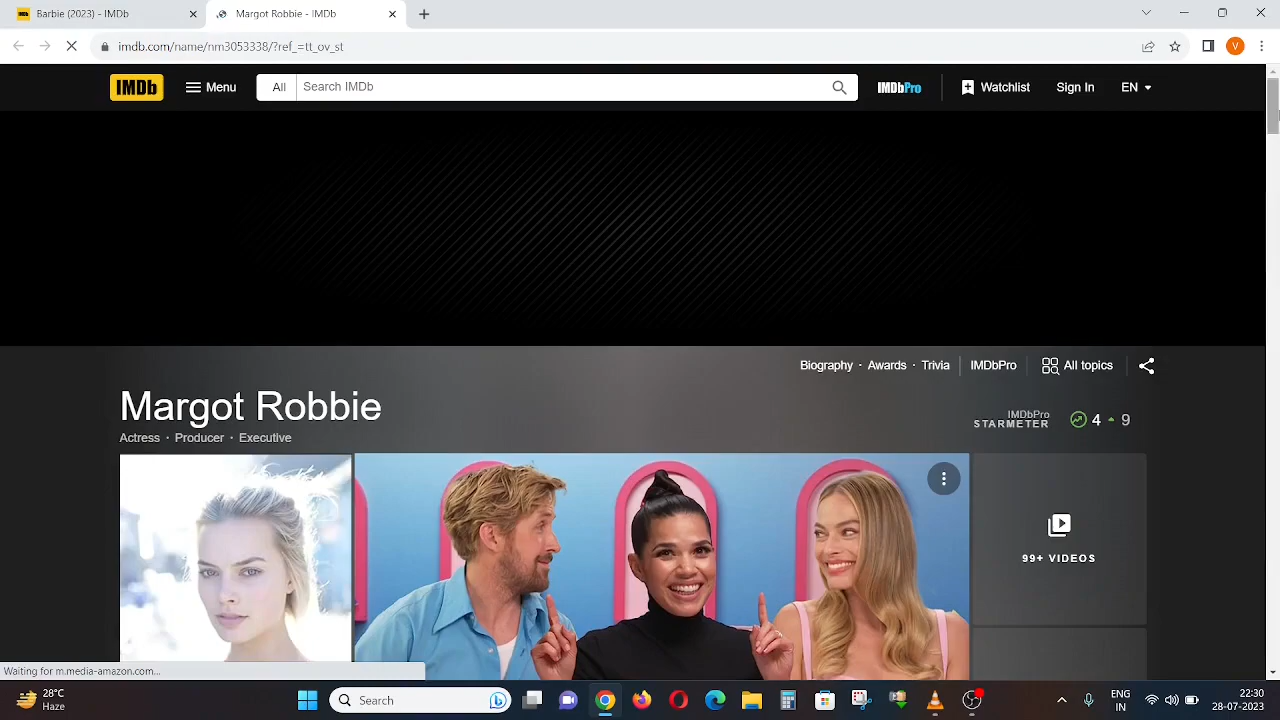 Barbie (2023) - IMDb
Margot Robbie - IMDb
imdb.com/name/nm3053338/?ref_=tt_ov_st
V
IMDb
Menu
All
Search IMDb
IMDbPro
Watchlist
Sign In
EN
Biography · Awards · Trivia
IMDbPro
All topics
Margot Robbie
Actress · Producer · Executive
IMDbPro
STARMETER
4
9
99+ VIDEOS
Waiting for m.media-amazon.com...
28°C
Haze
Search
ENG
IN
22:30
28-07-2023